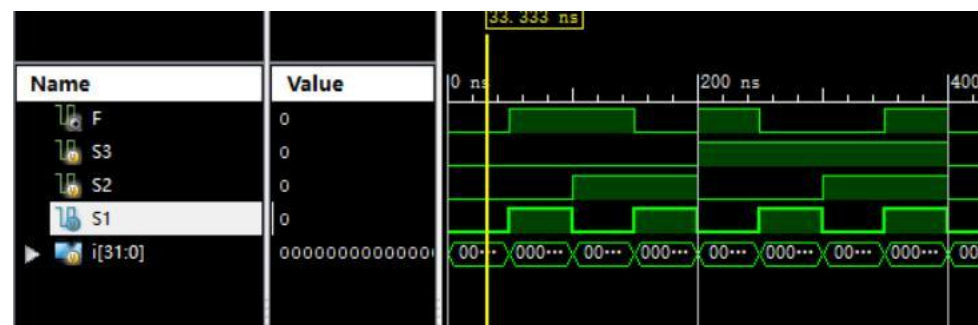 33.333 ns
Name Value 0 ns 200 ns 400
F 0
S3 0
S2 0
S1 0
i[31:0] 00000000000000 00... 000... 00... 000... 00... 000... 00... 000... 00